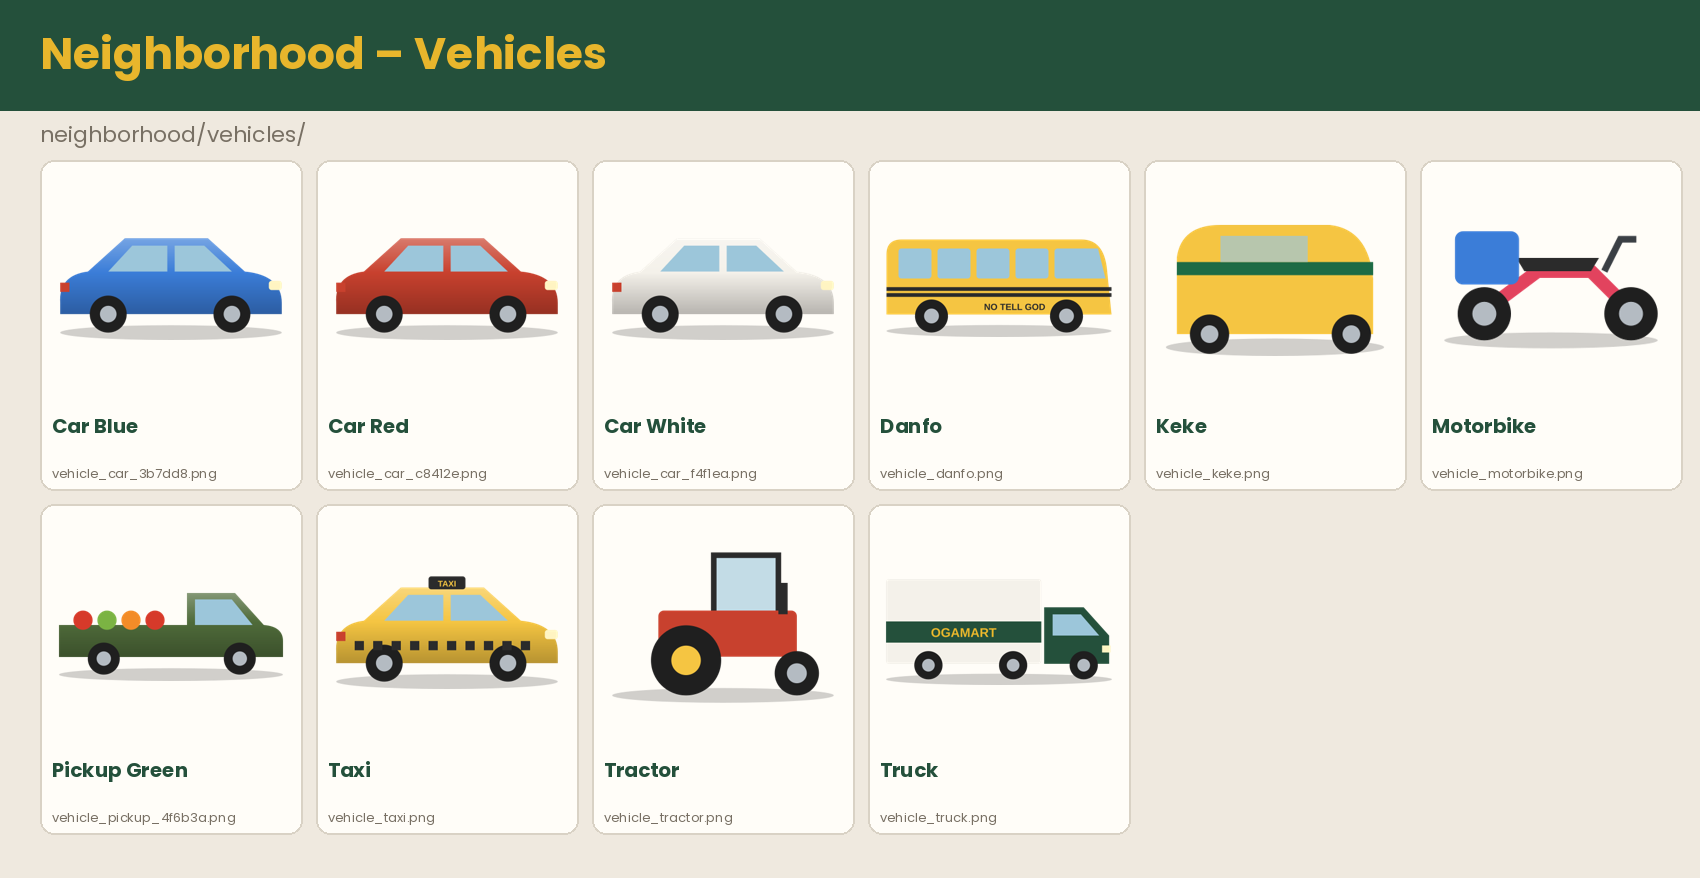 Neighborhood – Vehicles
neighborhood/vehicles/
NO TELL GOD
Car Blue
Car Red
Car White
Danfo
Keke
Motorbike
vehicle_car_3b7dd8.png
vehicle_car_c8412e.png
vehicle_car_f4f1ea.png
vehicle_danfo.png
vehicle_keke.png
vehicle_motorbike.png
TAXI
OGAMART
Pickup Green
Taxi
Tractor
Truck
vehicle_pickup_4f6b3a.png
vehicle_taxi.png
vehicle_tractor.png
vehicle_truck.png